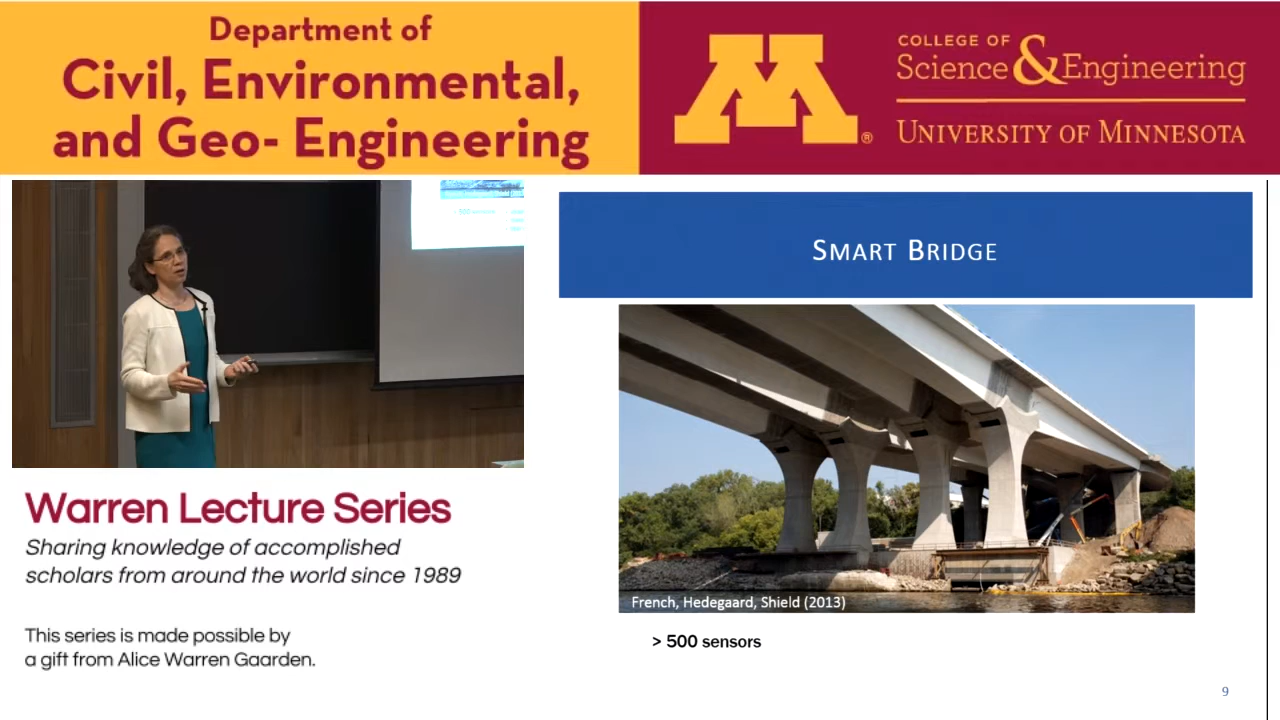 Department of
Civil, Environmental,
and Geo- Engineering
M®
COLLEGE OF
Science & Engineering
UNIVERSITY OF MINNESOTA
> 500 sensors
SMART BRIDGE
French, Hedegaard, Shield (2013)
> 500 sensors
Warren Lecture Series
Sharing knowledge of accomplished
scholars from around the world since 1989
This series is made possible by
a gift from Alice Warren Gaarden.
9